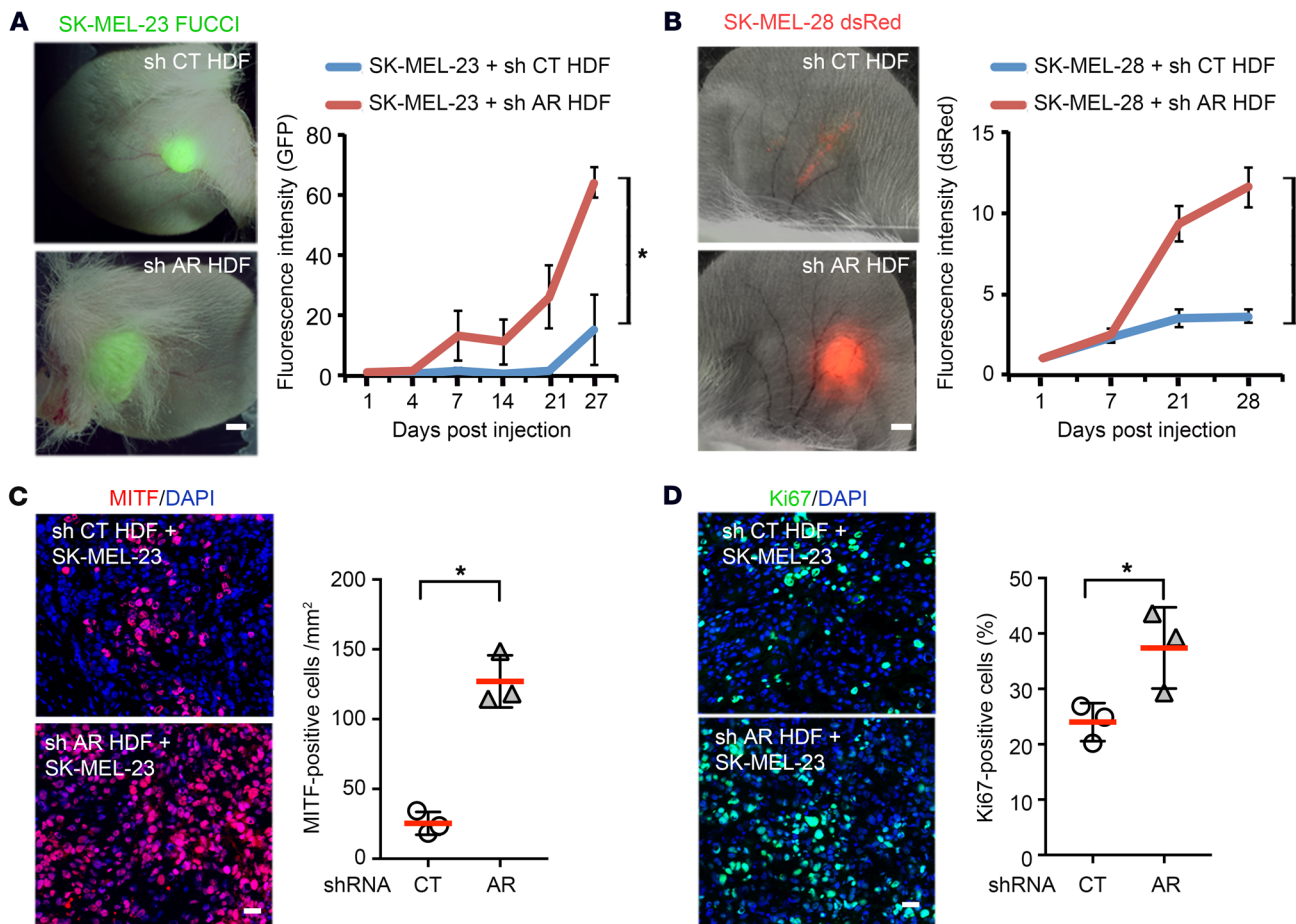 A
SK-MEL-23 FUCCI
sh CT HDF
sh AR HDF
SK-MEL-23 + sh CT HDF
SK-MEL-23 + sh AR HDF
Fluorescence intensity (GFP)
80
60
40
20
0
1 4 7 14 21 27
Days post injection
*
B
SK-MEL-28 dsRed
sh CT HDF
sh AR HDF
SK-MEL-28 + sh CT HDF
SK-MEL-28 + sh AR HDF
Fluorescence intensity (dsRed)
15
10
5
0
1 7 21 28
Days post injection
C
MITF/DAPI
sh CT HDF +
SK-MEL-23
sh AR HDF +
SK-MEL-23
MITF-positive cells /mm²
200
150
100
50
0
*
shRNA CT AR
D
Ki67/DAPI
sh CT HDF +
SK-MEL-23
sh AR HDF +
SK-MEL-23
Ki67-positive cells (%)
50
40
30
20
10
0
*
shRNA CT AR